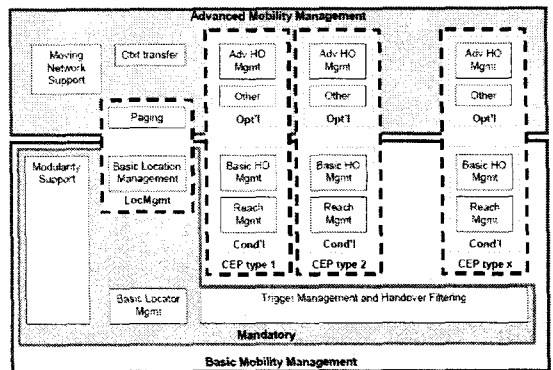 Advanced Mobility Management
Moving
Network
Support
Ctxt transfer
Adv HO
Mgmt
Other
Opt'l
Adv HO
Mgmt
Other
Opt'l
Adv HO
Mgmt
Other
Opt'l
Paging
Modularity
Support
Basic Location
Management
LocMgmt
Basic HO
Mgmt
Reach
Mgmt
Cond'l
CEP type 1
Basic HO
Mgmt
Reach
Mgmt
Cond'l
CEP type 2
Basic HO
Mgmt
Reach
Mgmt
Cond'l
CEP type x
Basic Locator
Mgmt
Trigger Management and Handover Filtering
Mandatory
Basic Mobility Management